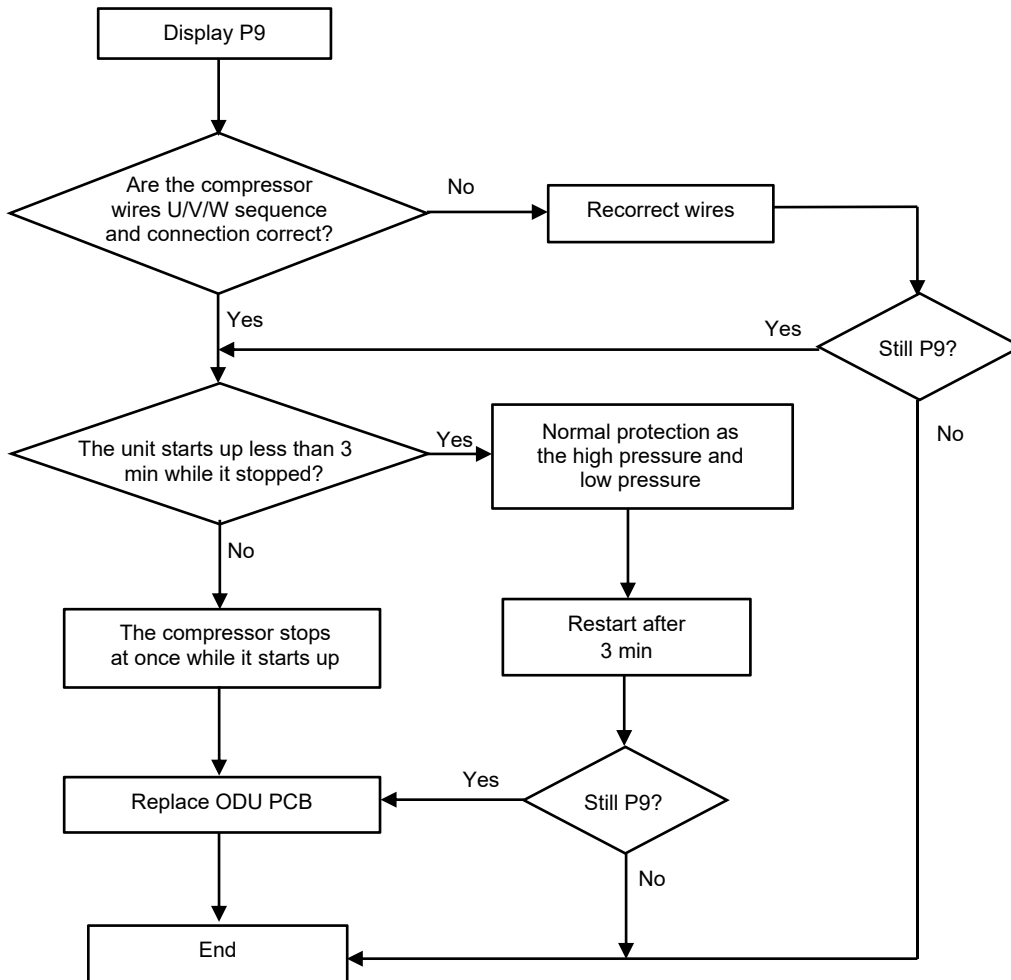 Display P9
Are the compressor
wires U/V/W sequence
and connection correct?
No
Recorrect wires
Yes
Yes
Still P9?
The unit starts up less than 3
min while it stopped?
Yes
Normal protection as
the high pressure and
low pressure
No
No
The compressor stops
at once while it starts up
Restart after
3 min
Replace ODU PCB
Yes
Still P9?
No
End